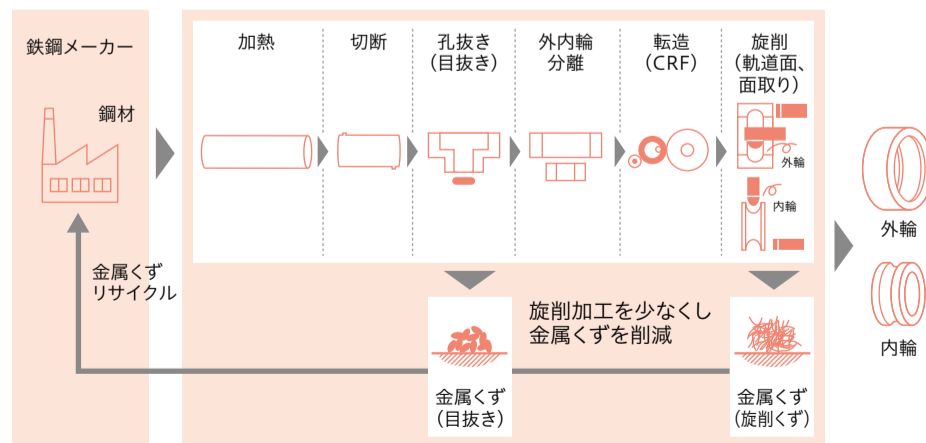 鉄鋼メーカー
鋼材
加熱
切断
孔抜き
(目抜き)
外内輪
分離
転造
(CRF)
旋削
(軌道面、
面取り)
外輪
内輪
外輪
内輪
金属くず
リサイクル
旋削加工を少なくし
金属くずを削減
金属くず
(目抜き)
金属くず
(旋削くず)